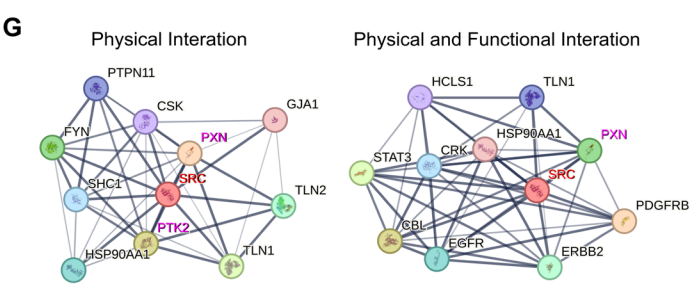 G
Physical Interation
Physical and Functional Interation
PTPN11
CSK
GJA1
FYN
PXN
SHC1
SRC
TLN2
PTK2
HSP90AA1
TLN1
HCLS1
TLN1
HSP90AA1
PXN
STAT3
CRK
SRC
PDGFRB
CBL
EGFR
ERBB2